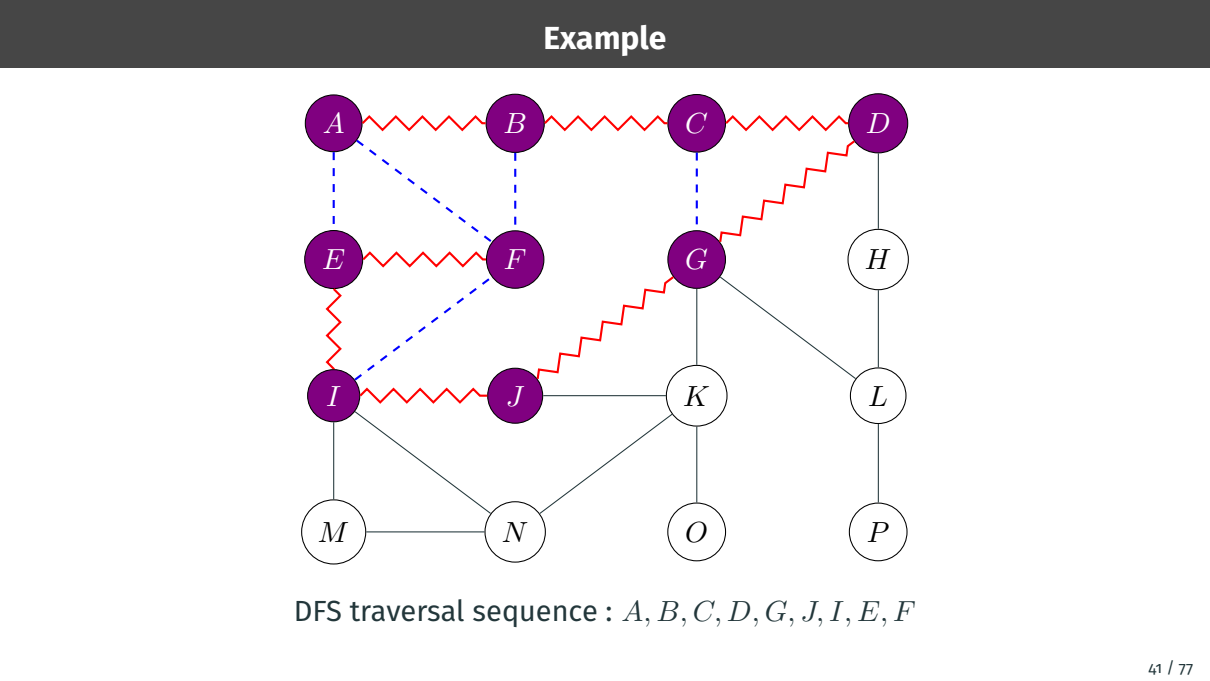 Example
A B C D
E F G H
I J K L
M N O P
DFS traversal sequence : A, B, C, D, G, J, I, E, F
41 / 77